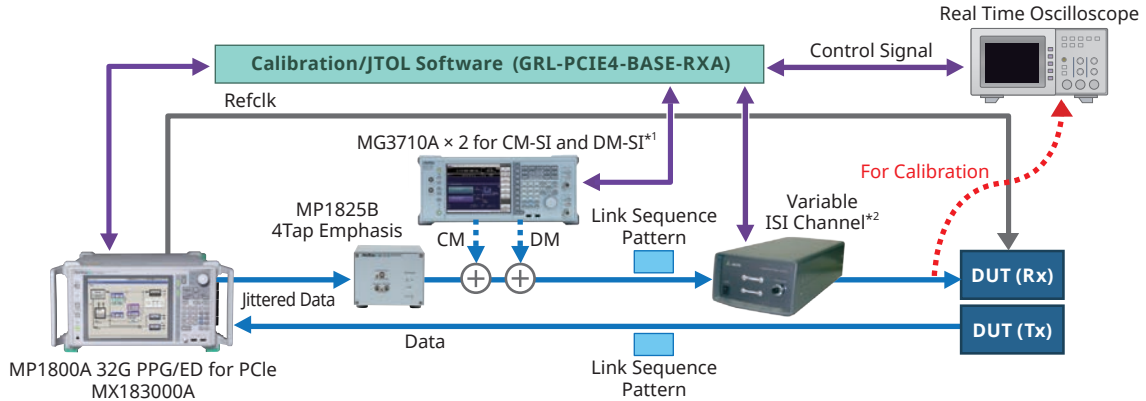 Real Time Oscilloscope
Calibration/JTOL Software (GRL-PCIE4-BASE-RXA)
Control Signal
Refclk
MG3710A × 2 for CM-SI and DM-SI*1
For Calibration
MP1825B
4Tap Emphasis
CM
DM
Link Sequence
Pattern
Variable
ISI Channel*2
Jittered Data
DUT (Rx)
DUT (Tx)
Data
MP1800A 32G PPG/ED for PCIe
MX183000A
Link Sequence
Pattern